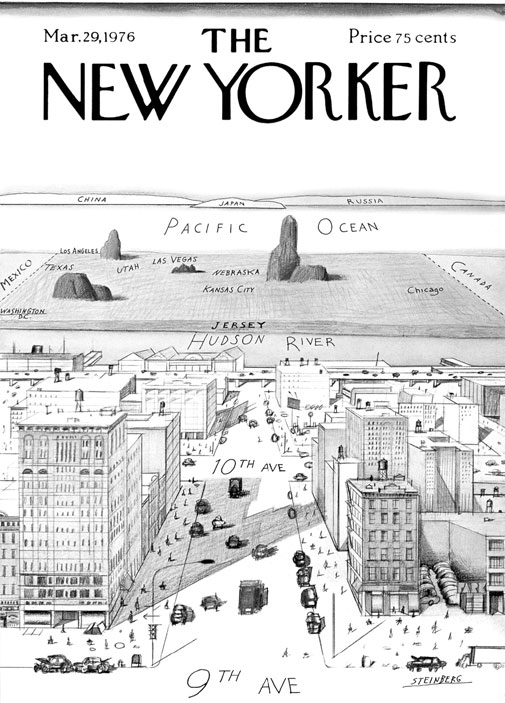 Mar.29,1976
THE
Price 75 cents
NEW YORKER
CHINA
JAPAN
RUSSIA
PACIFIC OCEAN
LOS ANGELES
MEXICO
TEXAS
UTAH
LAS VEGAS
NEBRASKA
CANADA
KANSAS CITY
Chicago
WASHINGTON
D.C.
JERSEY
HUDSON RIVER
10TH AVE
9TH AVE
STEINBERG